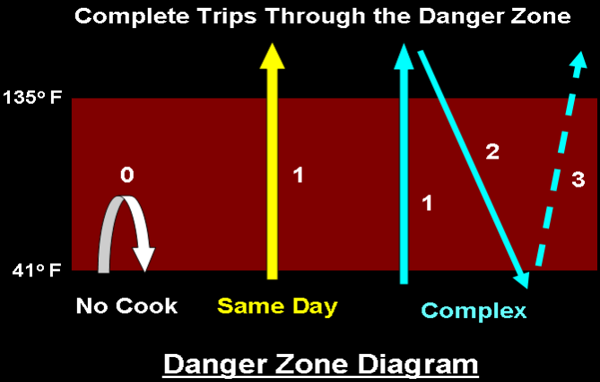 Complete Trips Through the Danger Zone
135° F
0
1
1
2
3
41° F
No Cook
Same Day
Complex
Danger Zone Diagram